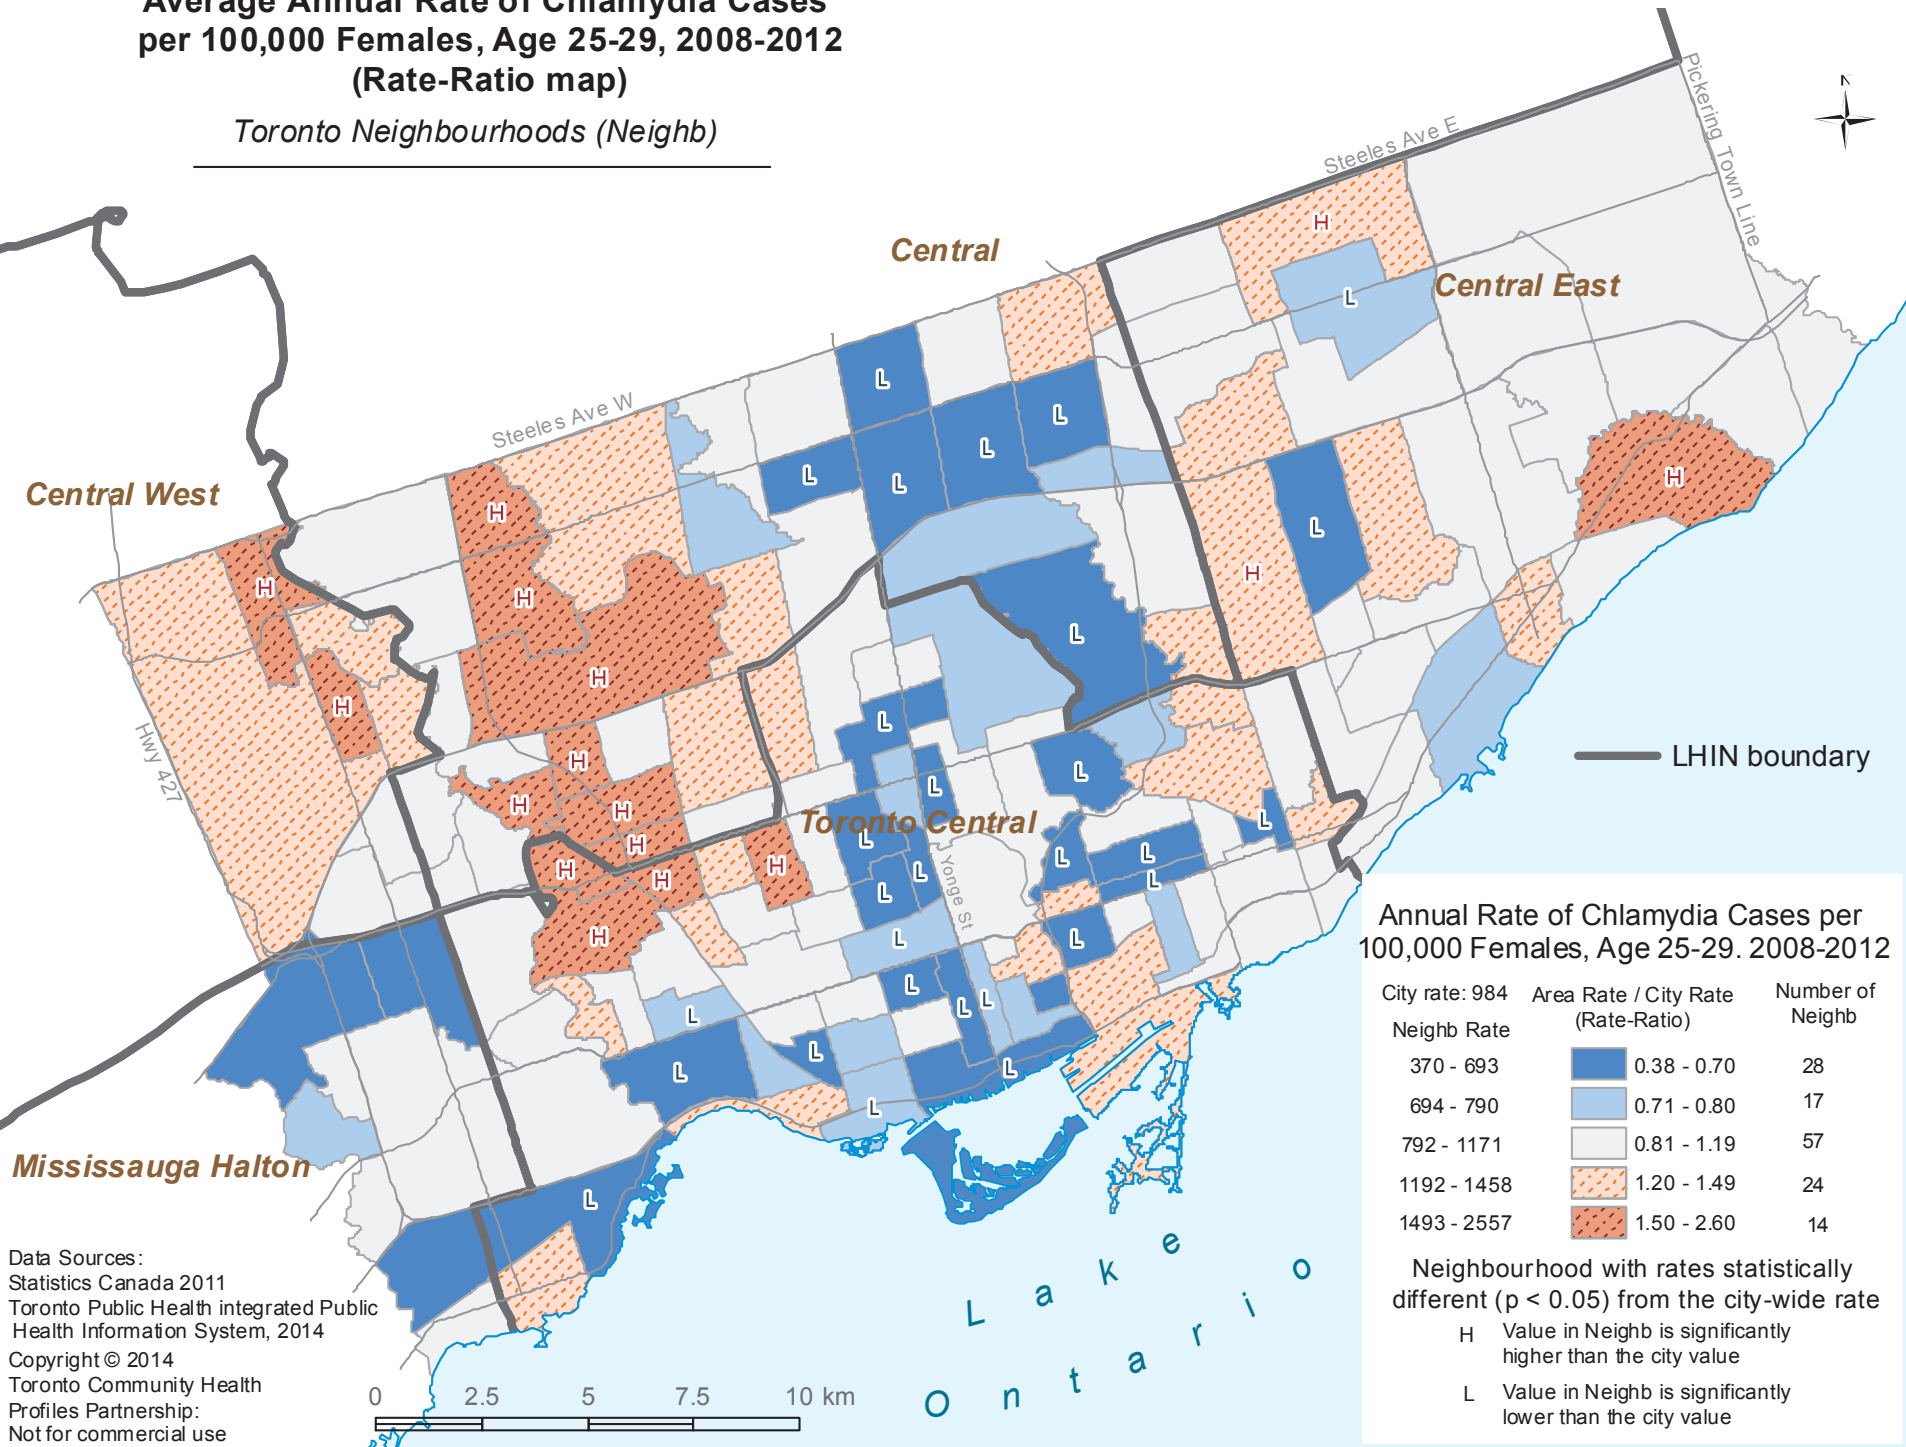 Average Annual Rate of Chlamydia Cases
per 100,000 Females, Age 25-29, 2008-2012
(Rate-Ratio map)
Toronto Neighbourhoods (Neighb)
N
Pickering Town Line
Steeles Ave E
Central
Central East
Steeles Ave W
Central West
Hwy 427
H
L
L
L
L
L
L
H
H
L
H
H
H
H
L
H
H
L
L
H
H
L
L
H
H
H
L
H
H
L
L
L
L
L
L
L
H
L
L
L
L
L
L
L
L
L
L
L
L
Toronto Central
Yonge St
LHIN boundary
Mississauga Halton
Lake
Ontario
Annual Rate of Chlamydia Cases per
100,000 Females, Age 25-29. 2008-2012
City rate: 984
Neighb Rate
Area Rate / City Rate
(Rate-Ratio)
Number of
Neighb
370 - 693 0.38 - 0.70 28
694 - 790 0.71 - 0.80 17
792 - 1171 0.81 - 1.19 57
1192 - 1458 1.20 - 1.49 24
1493 - 2557 1.50 - 2.60 14
Neighbourhood with rates statistically
different (p < 0.05) from the city-wide rate
H Value in Neighb is significantly
higher than the city value
L Value in Neighb is significantly
lower than the city value
Data Sources:
Statistics Canada 2011
Toronto Public Health integrated Public
Health Information System, 2014
Copyright © 2014
Toronto Community Health
Profiles Partnership:
Not for commercial use
0 2.5 5 7.5 10 km